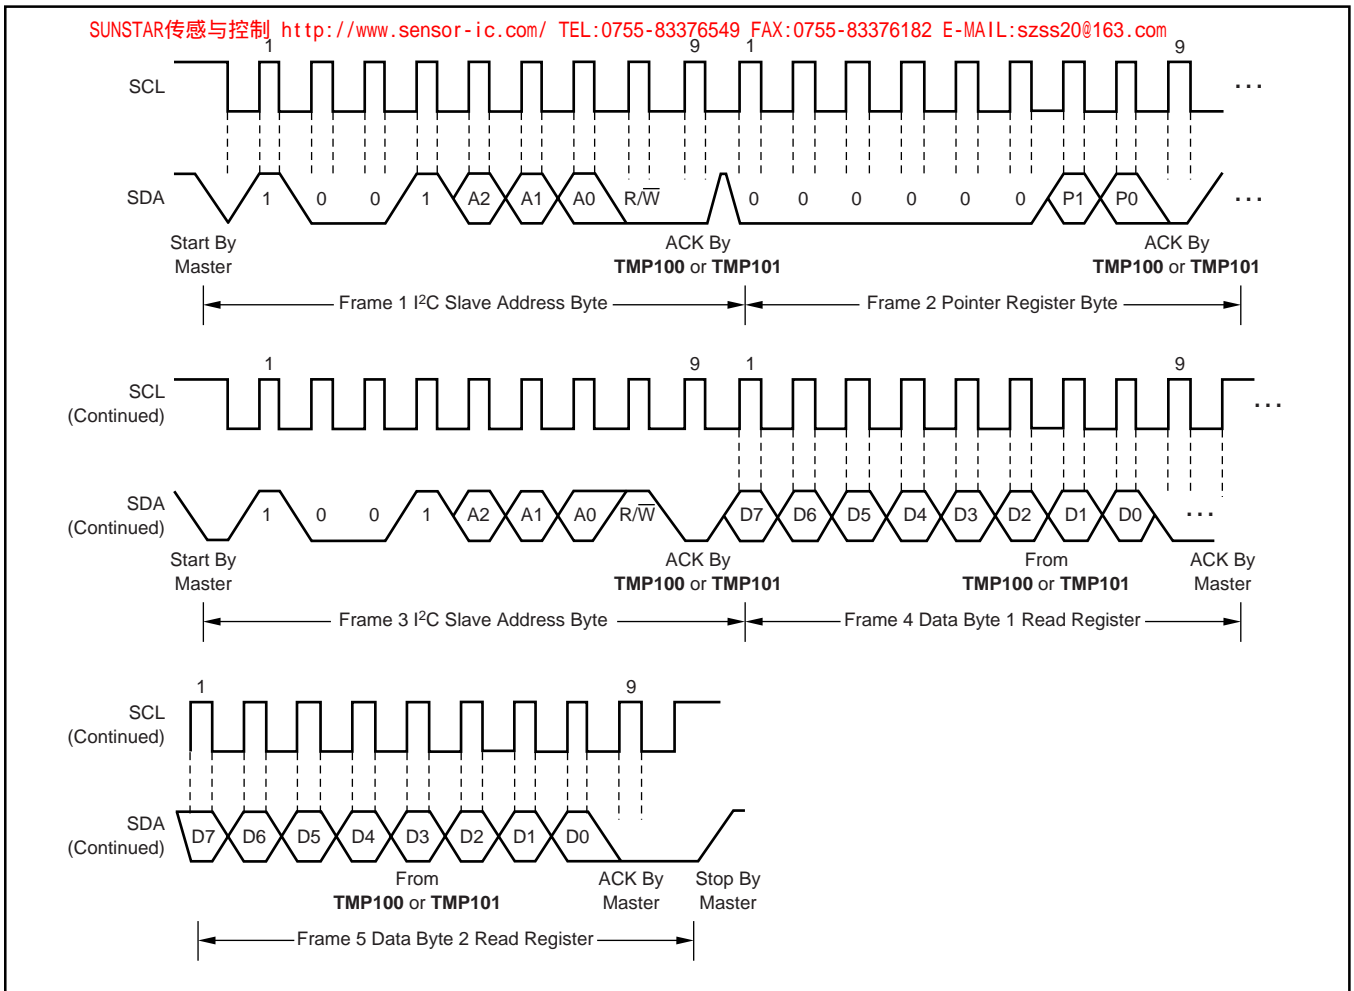 SUNSTAR传感与控制 http://www.sensor-ic.com/ TEL:0755-83376549 FAX:0755-83376182 E-MAIL:szss20@163.com
1 9 1 9
SCL ...
SDA 1 0 0 1 A2 A1 A0 R/W̅ 0 0 0 0 0 0 P1 P0 ...
Start By ACK By ACK By
Master TMP100 or TMP101 TMP100 or TMP101
Frame 1 I²C Slave Address Byte Frame 2 Pointer Register Byte
1 9 1 9
SCL
(Continued) ...
SDA
(Continued) 1 0 0 1 A2 A1 A0 R/W̅ D7 D6 D5 D4 D3 D2 D1 D0 ...
Start By ACK By From ACK By
Master TMP100 or TMP101 TMP100 or TMP101 Master
Frame 3 I²C Slave Address Byte Frame 4 Data Byte 1 Read Register
1 9
SCL
(Continued)
SDA
(Continued) D7 D6 D5 D4 D3 D2 D1 D0
From ACK By Stop By
TMP100 or TMP101 Master Master
Frame 5 Data Byte 2 Read Register